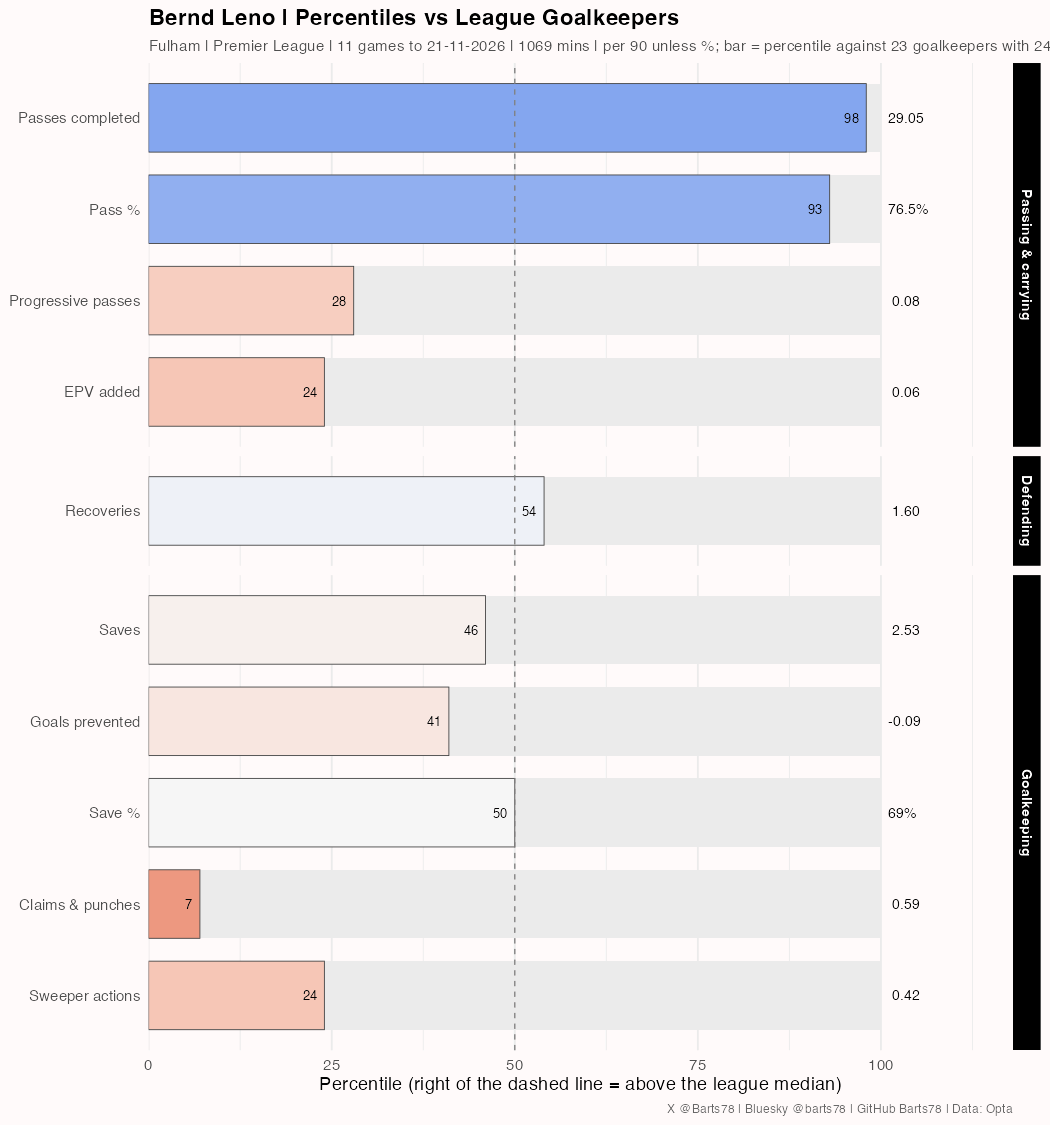 Bernd Leno | Percentiles vs League Goalkeepers
Fulham | Premier League | 11 games to 21-11-2026 | 1069 mins | per 90 unless %; bar = percentile against 23 goalkeepers with 24
Passes completed 98 29.05
Pass % 93 76.5%
Progressive passes 28 0.08
EPV added 24 0.06
Passing & carrying
Recoveries 54 1.60
Defending
Saves 46 2.53
Goals prevented 41 -0.09
Save % 50 69%
Claims & punches 7 0.59
Sweeper actions 24 0.42
Goalkeeping
0 25 50 75 100
Percentile (right of the dashed line = above the league median)
X @Barts78 | Bluesky @barts78 | GitHub Barts78 | Data: Opta